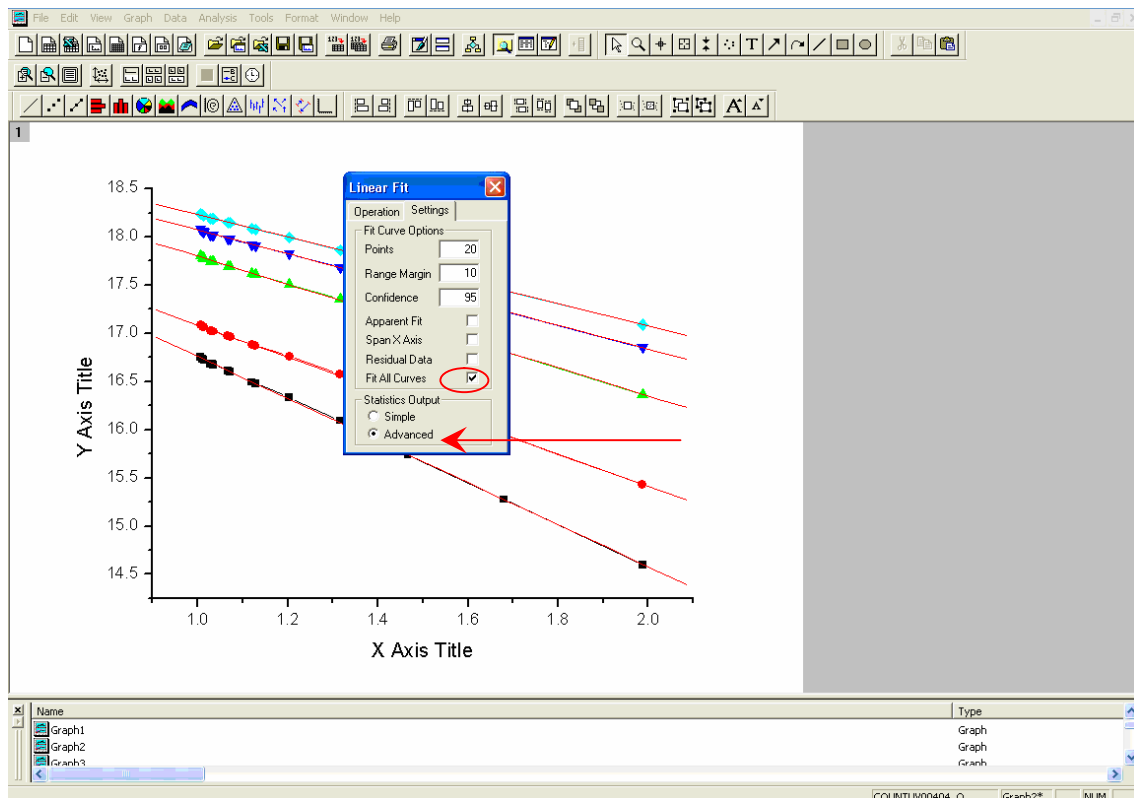 File Edit View Graph Data Analysis Tools Format Window Help
T
A A
1
Linear Fit
Operation Settings
Fit Curve Options
Points 20
Range Margin 10
Confidence 95
Apparent Fit
Span X Axis
Residual Data
Fit All Curves
Statistics Output
Simple
Advanced
18.5
18.0
17.5
17.0
16.5
16.0
15.5
15.0
14.5
Y Axis Title
1.0 1.2 1.4 1.6 1.8 2.0
X Axis Title
Name Type
Graph1 Graph
Graph2 Graph
Graph3 Graph
Graph2* NUM